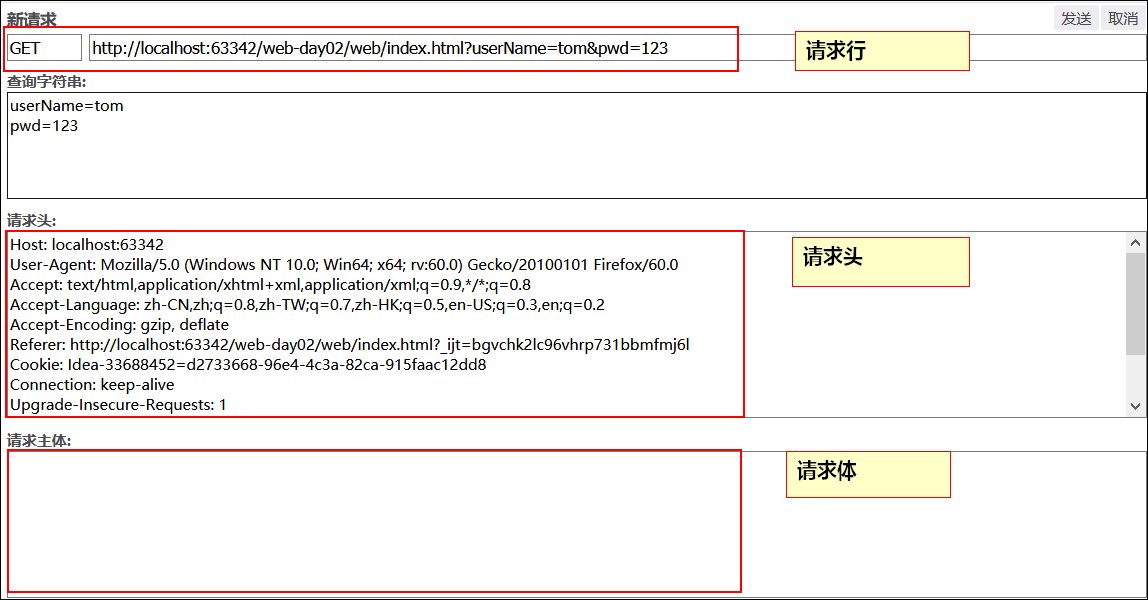 新请求
发送 取消
GET http://localhost:63342/web-day02/web/index.html?userName=tom&pwd=123
请求行
查询字符串:
userName=tom
pwd=123
请求头:
Host: localhost:63342
User-Agent: Mozilla/5.0 (Windows NT 10.0; Win64; x64; rv:60.0) Gecko/20100101 Firefox/60.0
Accept: text/html,application/xhtml+xml,application/xml;q=0.9,*/*;q=0.8
Accept-Language: zh-CN,zh;q=0.8,zh-TW;q=0.7,zh-HK;q=0.5,en-US;q=0.3,en;q=0.2
Accept-Encoding: gzip, deflate
Referer: http://localhost:63342/web-day02/web/index.html?_ijt=bgvchk2lc96vhrp731bbmfmj6l
Cookie: Idea-33688452=d2733668-96e4-4c3a-82ca-915faac12dd8
Connection: keep-alive
Upgrade-Insecure-Requests: 1
请求头
请求主体:
请求体